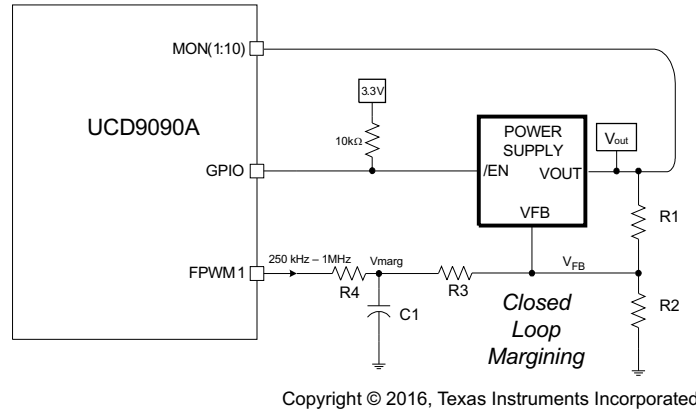 MON(1:10)
3.3V
UCD9090A
10kΩ
POWER
SUPPLY
Vout
GPIO
/EN
VOUT
R1
VFB
250 kHz – 1MHz
Vmarg
VFB
FPWM1
R4
R3
C1
R2
Closed
Loop
Margining
Copyright © 2016, Texas Instruments Incorporated